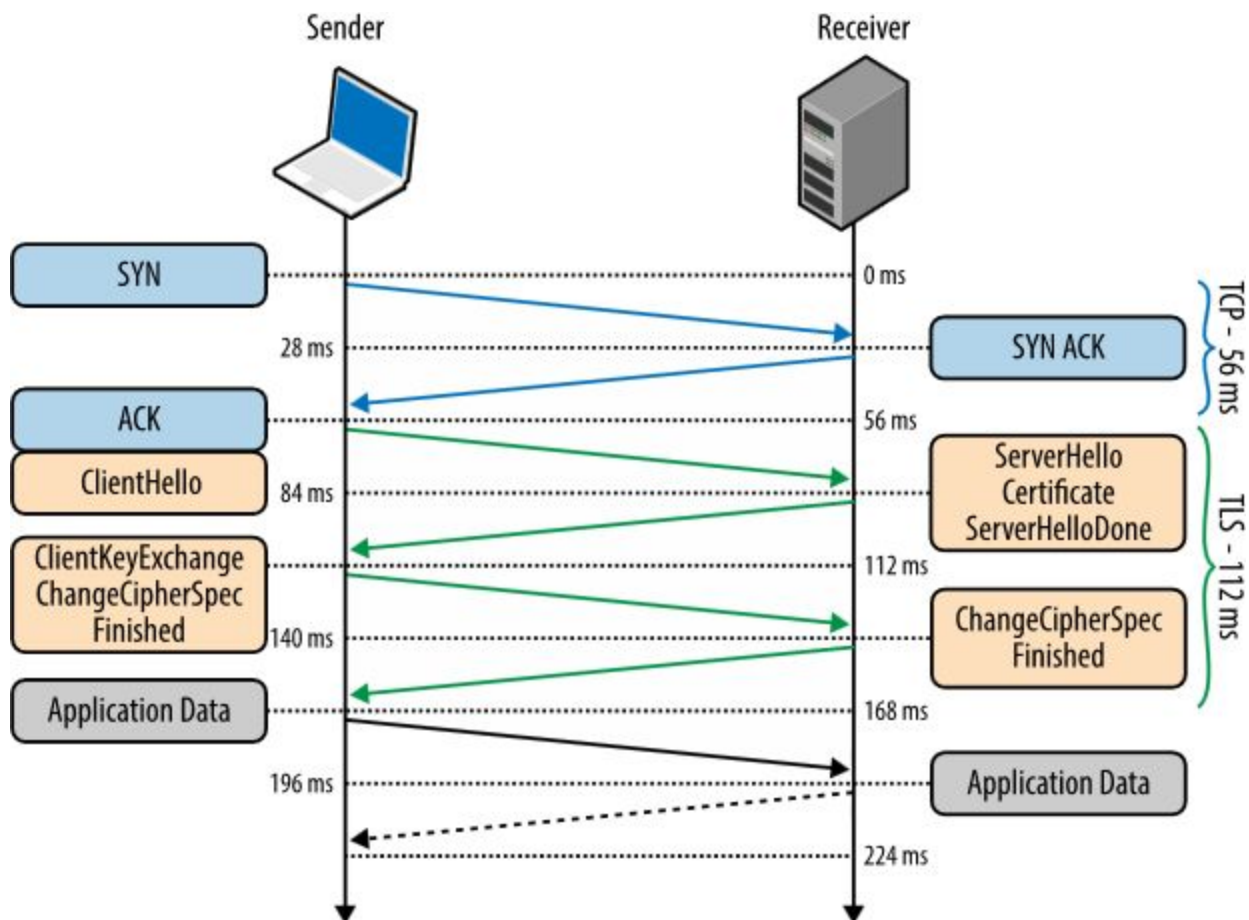 Sender
Receiver
SYN
0 ms
28 ms
SYN ACK
TCP - 56 ms
ACK
56 ms
ClientHello
84 ms
ServerHello
Certificate
ServerHelloDone
TLS - 112 ms
ClientKeyExchange
ChangeCipherSpec
Finished
112 ms
140 ms
ChangeCipherSpec
Finished
Application Data
168 ms
196 ms
Application Data
224 ms